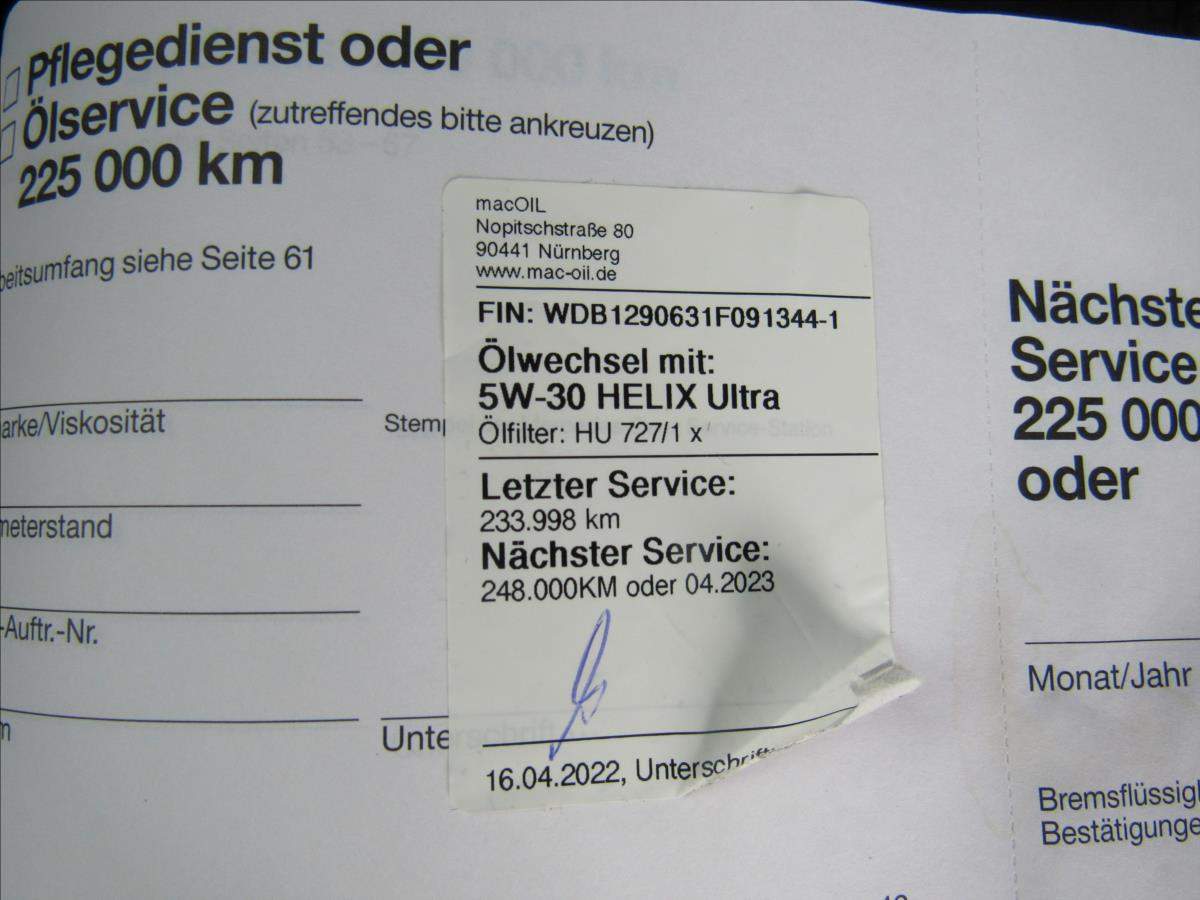 Pflegedienst oder
Ölservice (zutreffendes bitte ankreuzen)
225 000 km
beitsumfang siehe Seite 61
arke/Viskosität
meterstand
-Auftr.-Nr.
m
Stemp
Unterschrift
macOIL
Nopitschstraße 80
90441 Nürnberg
www.mac-oil.de
FIN: WDB1290631F091344-1
Ölwechsel mit:
5W-30 HELIX Ultra
Ölfilter: HU 727/1 x
Letzter Service:
233.998 km
Nächster Service:
248.000KM oder 04.2023
16.04.2022, Unterschrift
Nächste
Service
225 000
oder
Monat/Jahr
Bremsflüssig
Bestätigunge